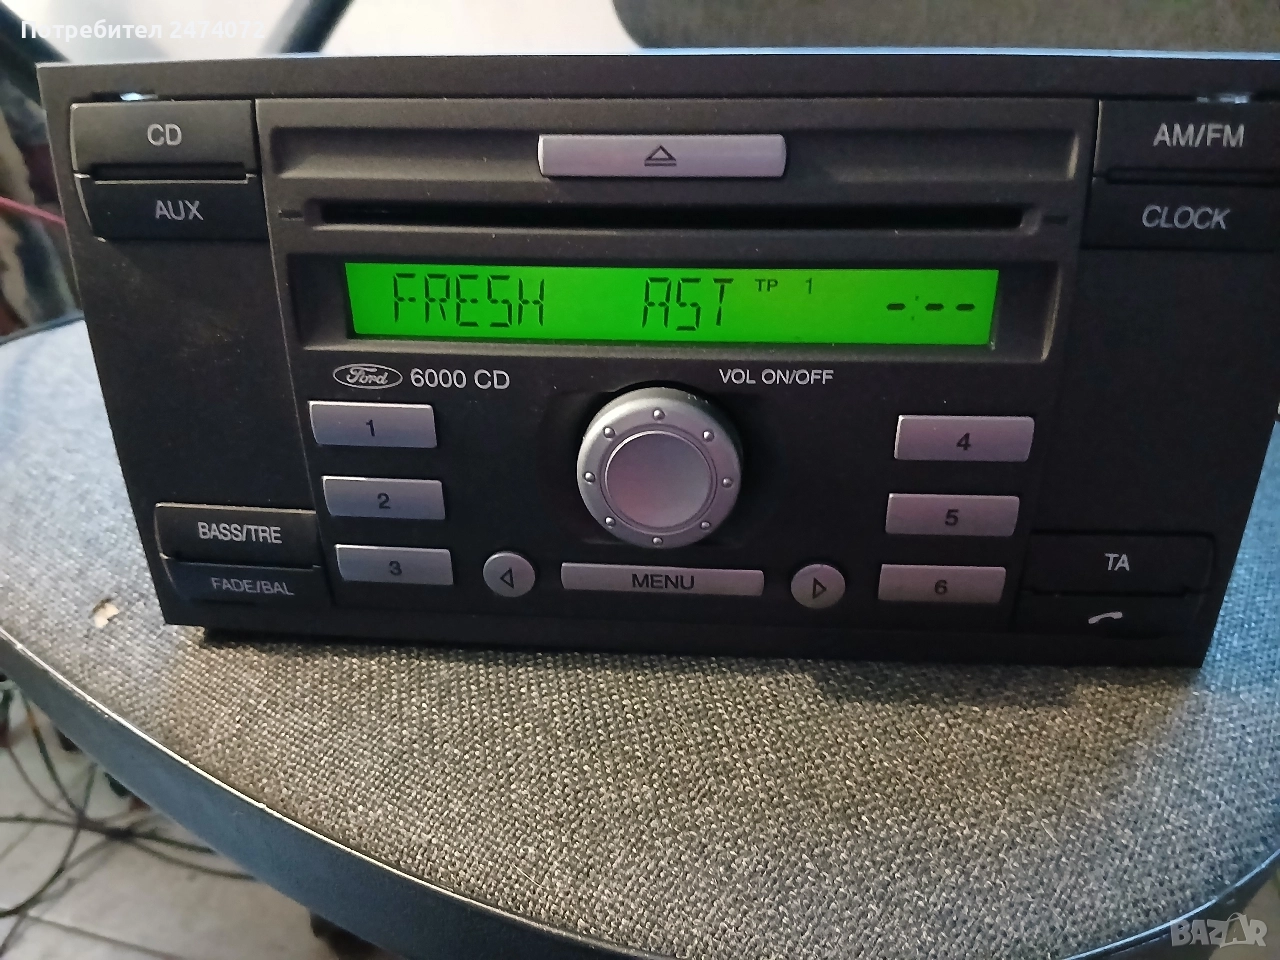 Потребител 2474072
CD
AM/FM
AUX
CLOCK
FRESH AST TP 1 -:--
Ford 6000 CD
VOL ON/OFF
1
4
2
5
BASS/TRE
3
MENU
6
TA
FADE/BAL
BAZAR